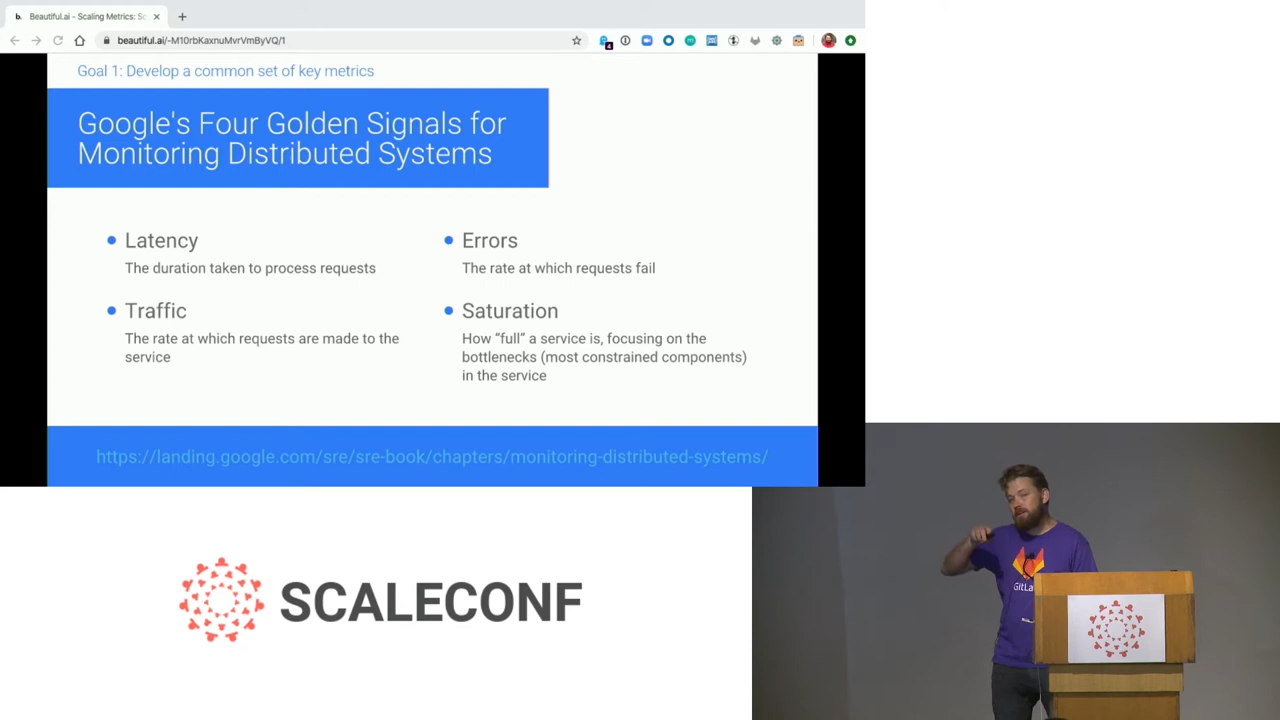 b. Beautiful.ai - Scaling Metrics: Sc
beautiful.ai/-M10rbKaxnuMvrVmByVQ/1
4
Goal 1: Develop a common set of key metrics
Google's Four Golden Signals for
Monitoring Distributed Systems
Latency
The duration taken to process requests
Errors
The rate at which requests fail
Traffic
The rate at which requests are made to the
service
Saturation
How “full” a service is, focusing on the
bottlenecks (most constrained components)
in the service
https://landing.google.com/sre/sre-book/chapters/monitoring-distributed-systems/
SCALECONF
GitLa